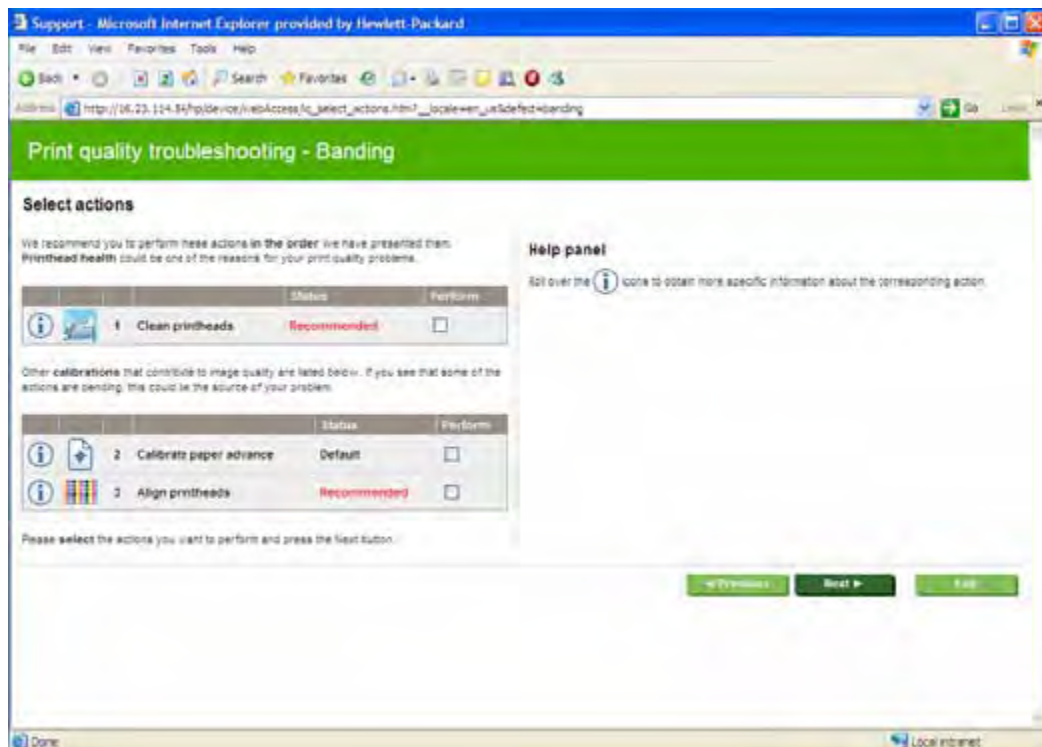 Support - Microsoft Internet Explorer provided by Hewlett-Packard
File Edit View Favorites Tools Help
Back Search Favorites
Address Go
Print quality troubleshooting - Banding
Select actions
We recommend you to perform these actions in the order we have presented them.
Printhead health could be one of the reasons for your print quality problems.
Status Perform
1 Clean printheads Recommended
Other calibrations that contribute to image quality are listed below. If you see that some of the
actions are pending, this could be the source of your problem.
Status Perform
2 Calibrate paper advance Default
3 Align printheads Recommended
Please select the actions you want to perform and press the Next button.
Help panel
Roll over the i icons to obtain more specific information about the corresponding action.
Previous Next Exit
Done Local intranet